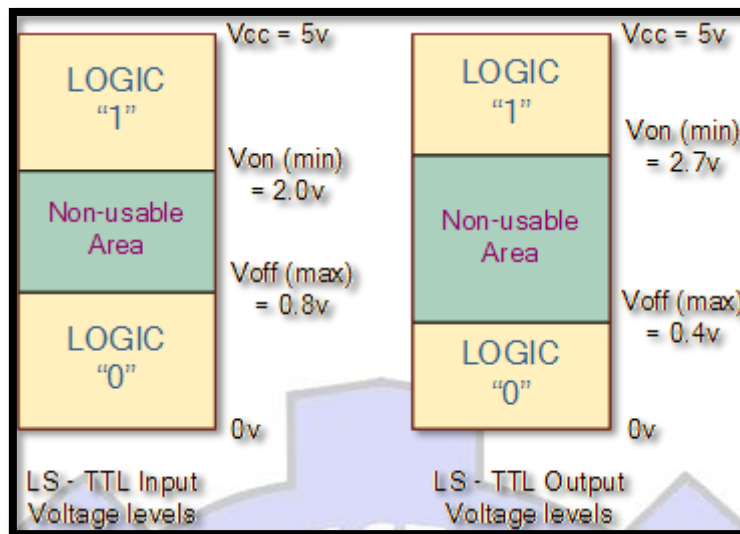 Vcc = 5v
LOGIC
“1”
Von (min)
= 2.0v
Non-usable
Area
Voff (max)
= 0.8v
LOGIC
“0”
0v
LS - TTL Input
Voltage levels
Vcc = 5v
LOGIC
“1”
Von (min)
= 2.7v
Non-usable
Area
Voff (max)
= 0.4v
LOGIC
“0”
0v
LS - TTL Output
Voltage levels